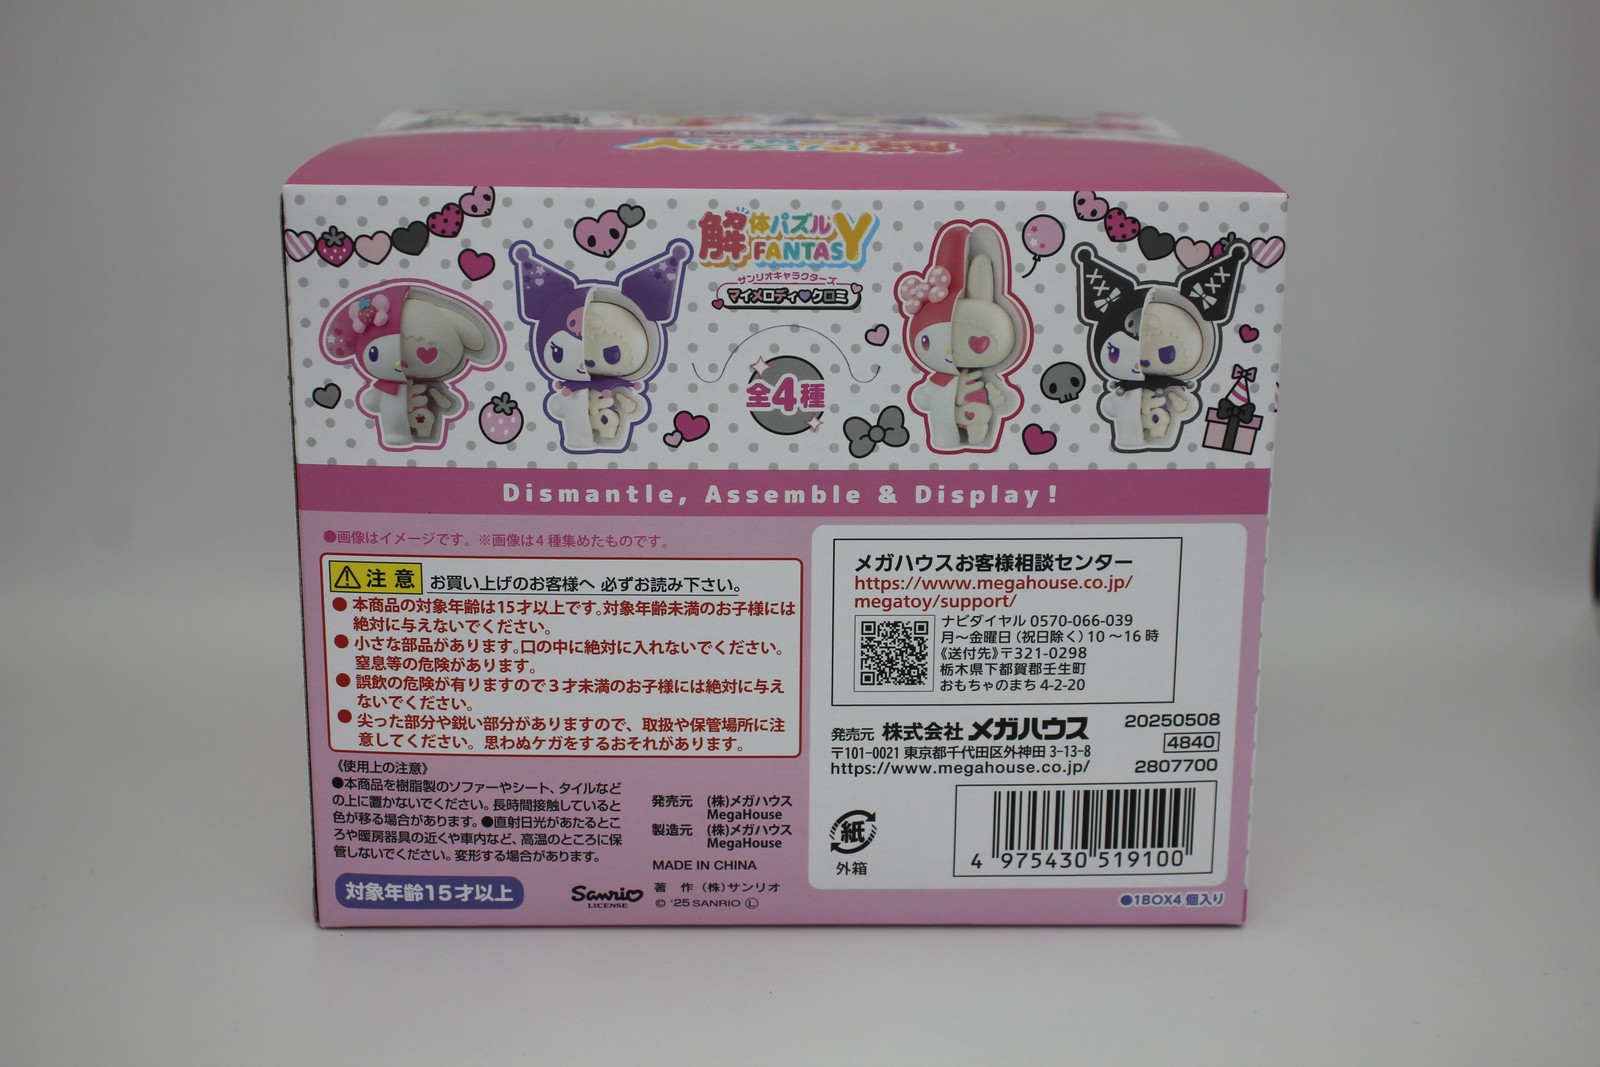 解体パズル
FANTASY
サンリオキャラクターズ
マイメロディ♥クロミ
全4種
Dismantle, Assemble & Display!
●画像はイメージです。※画像は4種集めたものです。
注意 お買い上げのお客様へ 必ずお読み下さい。
●本商品の対象年齢は15才以上です。対象年齢未満のお子様には
絶対に与えないでください。
●小さな部品があります。口の中に絶対に入れないでください。
窒息等の危険があります。
●誤飲の危険が有りますので3才未満のお子様には絶対に与え
ないでください。
●尖った部分や鋭い部分がありますので、取扱や保管場所に注
意してください。思わぬケガをするおそれがあります。
《使用上の注意》
●本商品を樹脂製のソファーやシート、タイルなど
の上に置かないでください。長時間接触していると
色が移る場合があります。●直射日光があたるとこ
ろや暖房器具の近くや車内など、高温のところに保
管しないでください。変形する場合があります。
対象年齢15才以上
発売元 (株)メガハウス
MegaHouse
製造元 (株)メガハウス
MegaHouse
MADE IN CHINA
Sanrio
LICENSE
著 作 (株)サンリオ
© '25 SANRIO Ⓛ
メガハウスお客様相談センター
https://www.megahouse.co.jp/
megatoy/support/
ナビダイヤル 0570-066-039
月～金曜日(祝日除く)10～16時
《送付先》〒321-0298
栃木県下都賀郡壬生町
おもちゃのまち4-2-20
発売元 株式会社メガハウス
〒101-0021 東京都千代田区外神田 3-13-8
https://www.megahouse.co.jp/
20250508
4840
2807700
紙
外箱
4 975430 519100
●1BOX4個入り